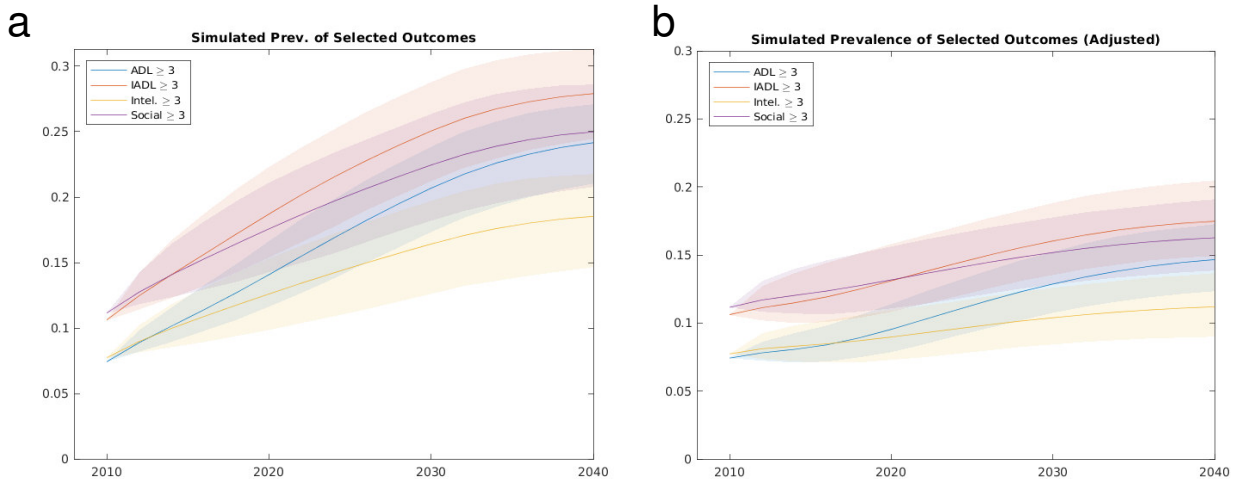 a
Simulated Prev. of Selected Outcomes
ADL ≥ 3
IADL ≥ 3
Intel. ≥ 3
Social ≥ 3
0.3
0.25
0.2
0.15
0.1
0.05
0
2010 2020 2030 2040
b
Simulated Prevalence of Selected Outcomes (Adjusted)
ADL ≥ 3
IADL ≥ 3
Intel. ≥ 3
Social ≥ 3
0.3
0.25
0.2
0.15
0.1
0.05
0
2010 2020 2030 2040